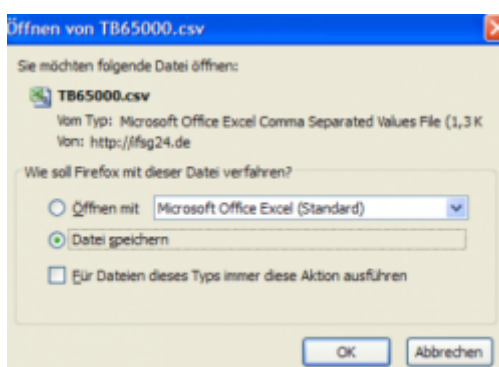 Öffnen von TB65000.csv
Sie möchten folgende Datei öffnen:
TB65000.csv
Vom Typ: Microsoft Office Excel Comma Separated Values File (1,3 K
Von: http://ifsg24.de
Wie soll Firefox mit dieser Datei verfahren?
Öffnen mit Microsoft Office Excel (Standard)
Datei speichern
Für Dateien dieses Typs immer diese Aktion ausführen
OK Abbrechen